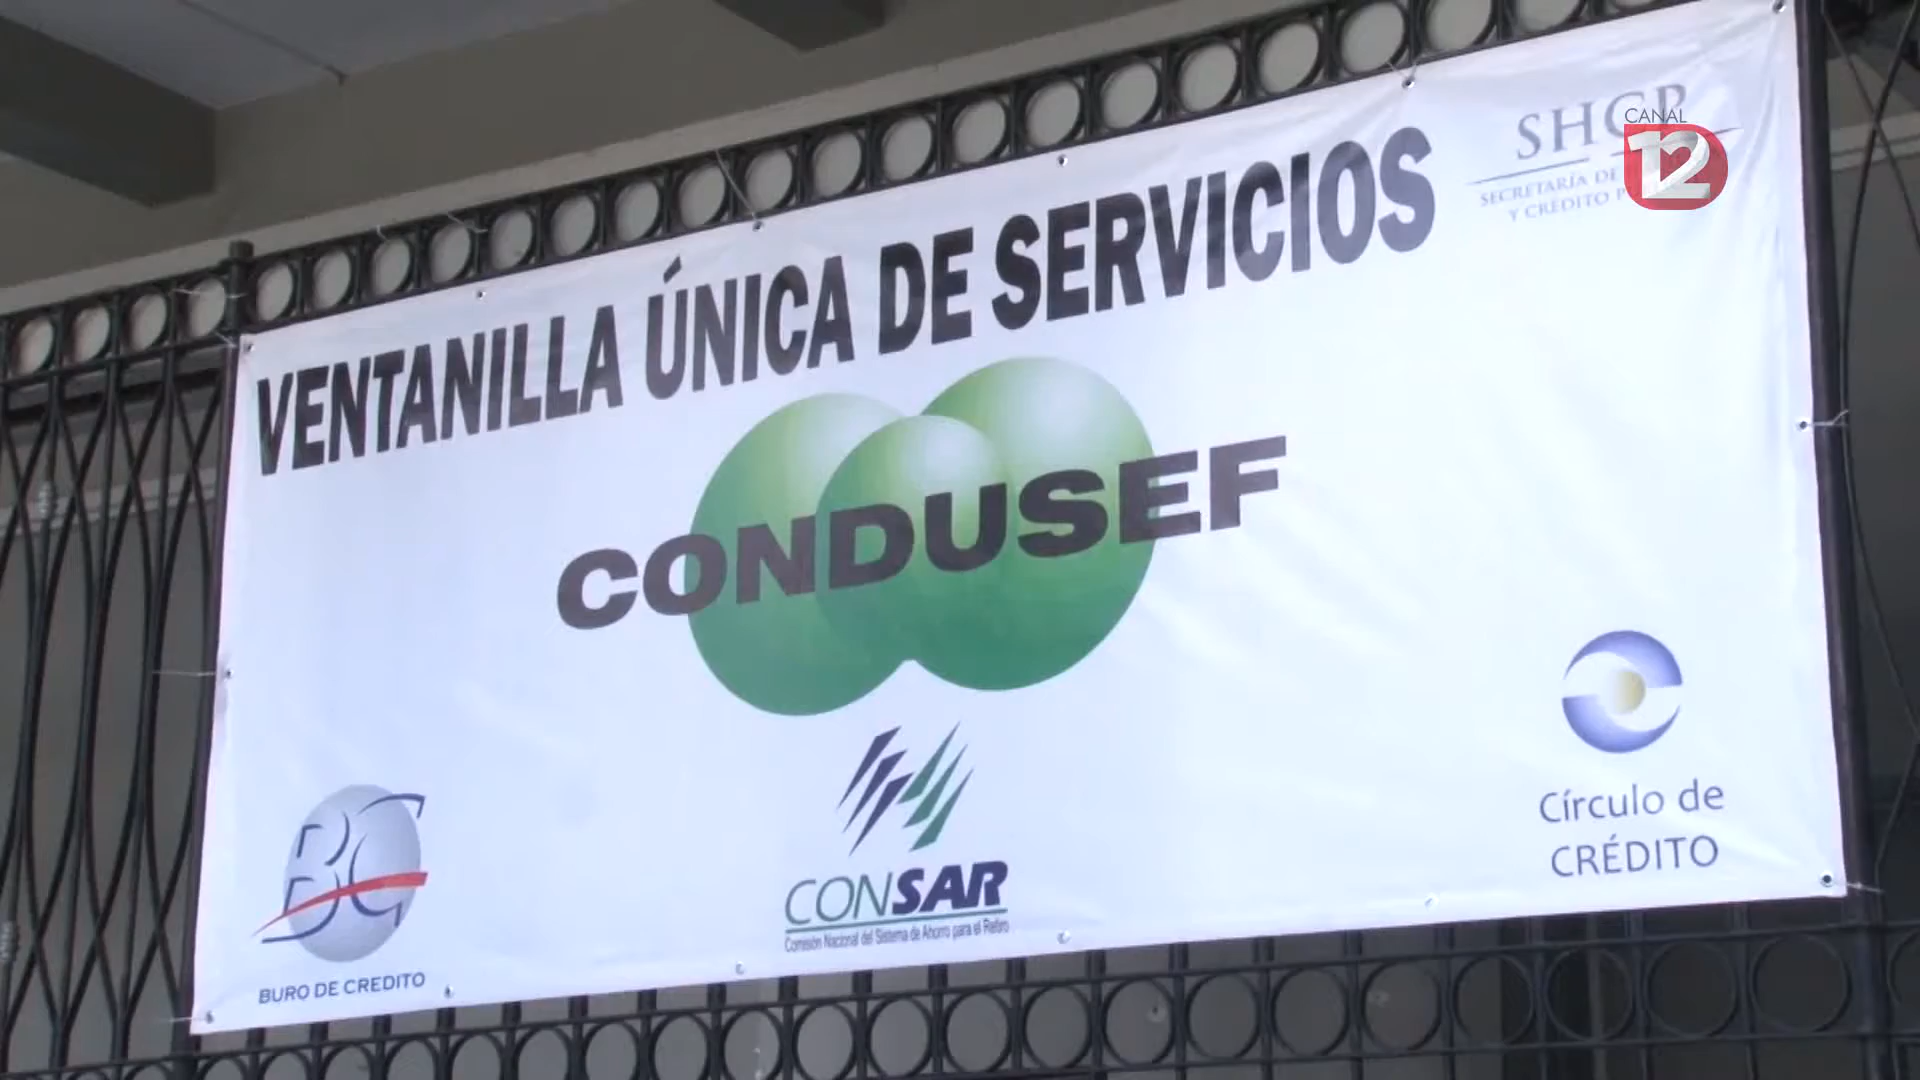 CANAL
12
SHCP
SECRETARÍA DE
Y CRÉDITO
VENTANILLA ÚNICA DE SERVICIOS
CONDUSEF
BC
BURO DE CREDITO
CONSAR
Comisión Nacional del Sistema de Ahorro para el Retiro
Círculo de
CRÉDITO